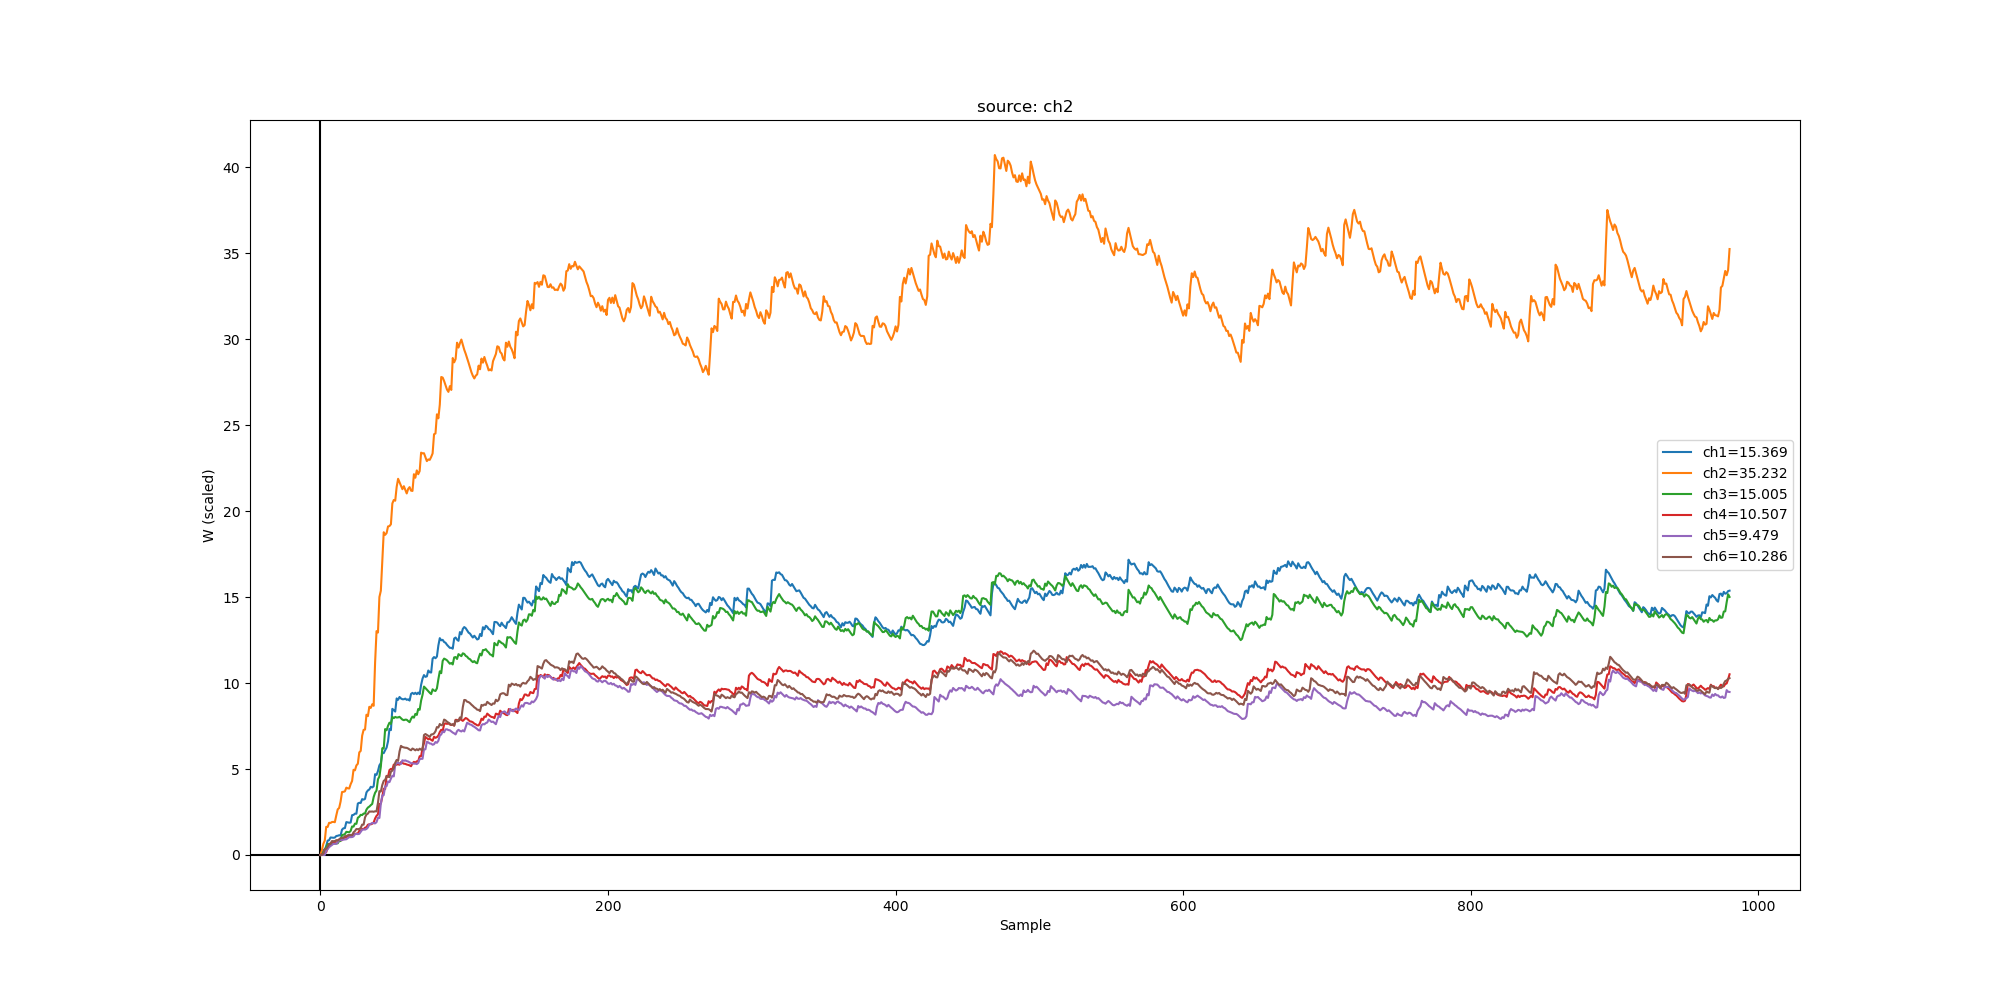 source: ch2
40
35
30
25
20
15
10
5
0
W (scaled)
ch1=15.369
ch2=35.232
ch3=15.005
ch4=10.507
ch5=9.479
ch6=10.286
0 200 400 600 800 1000
Sample